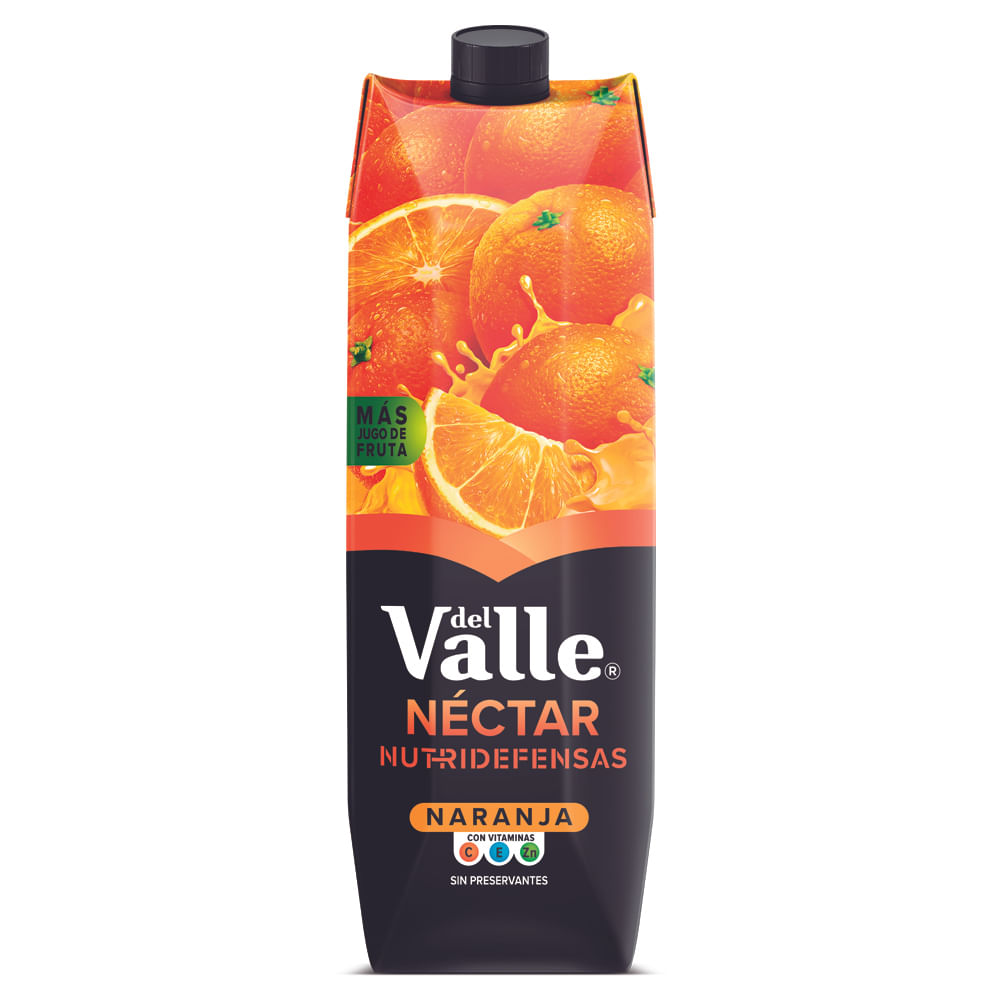 MÁS
JUGO DE
FRUTA
del
Valle®
NÉCTAR
NUTRIDEFENSAS
NARANJA
CON VITAMINAS
C E Zn
SIN PRESERVANTES